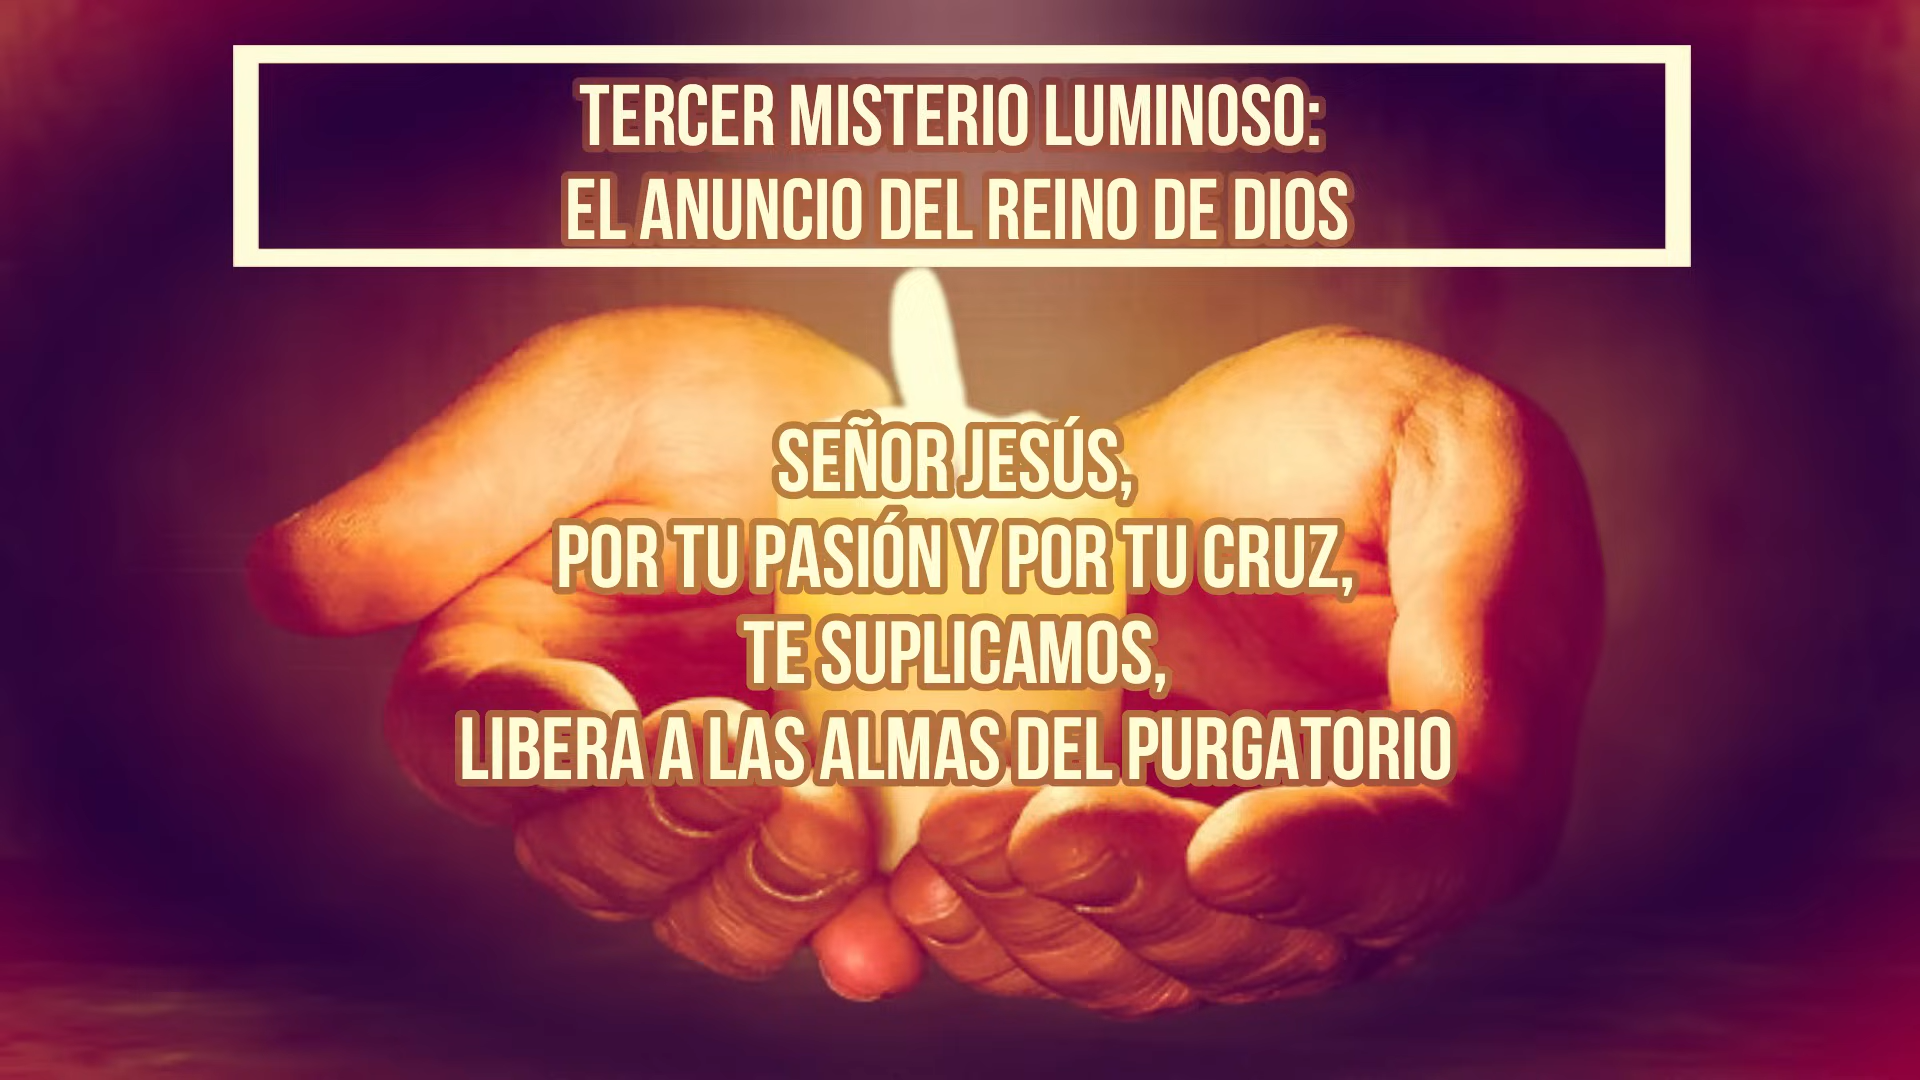 TERCER MISTERIO LUMINOSO:
EL ANUNCIO DEL REINO DE DIOS
SEÑOR JESÚS,
POR TU PASIÓN Y POR TU CRUZ,
TE SUPLICAMOS,
LIBERA A LAS ALMAS DEL PURGATORIO